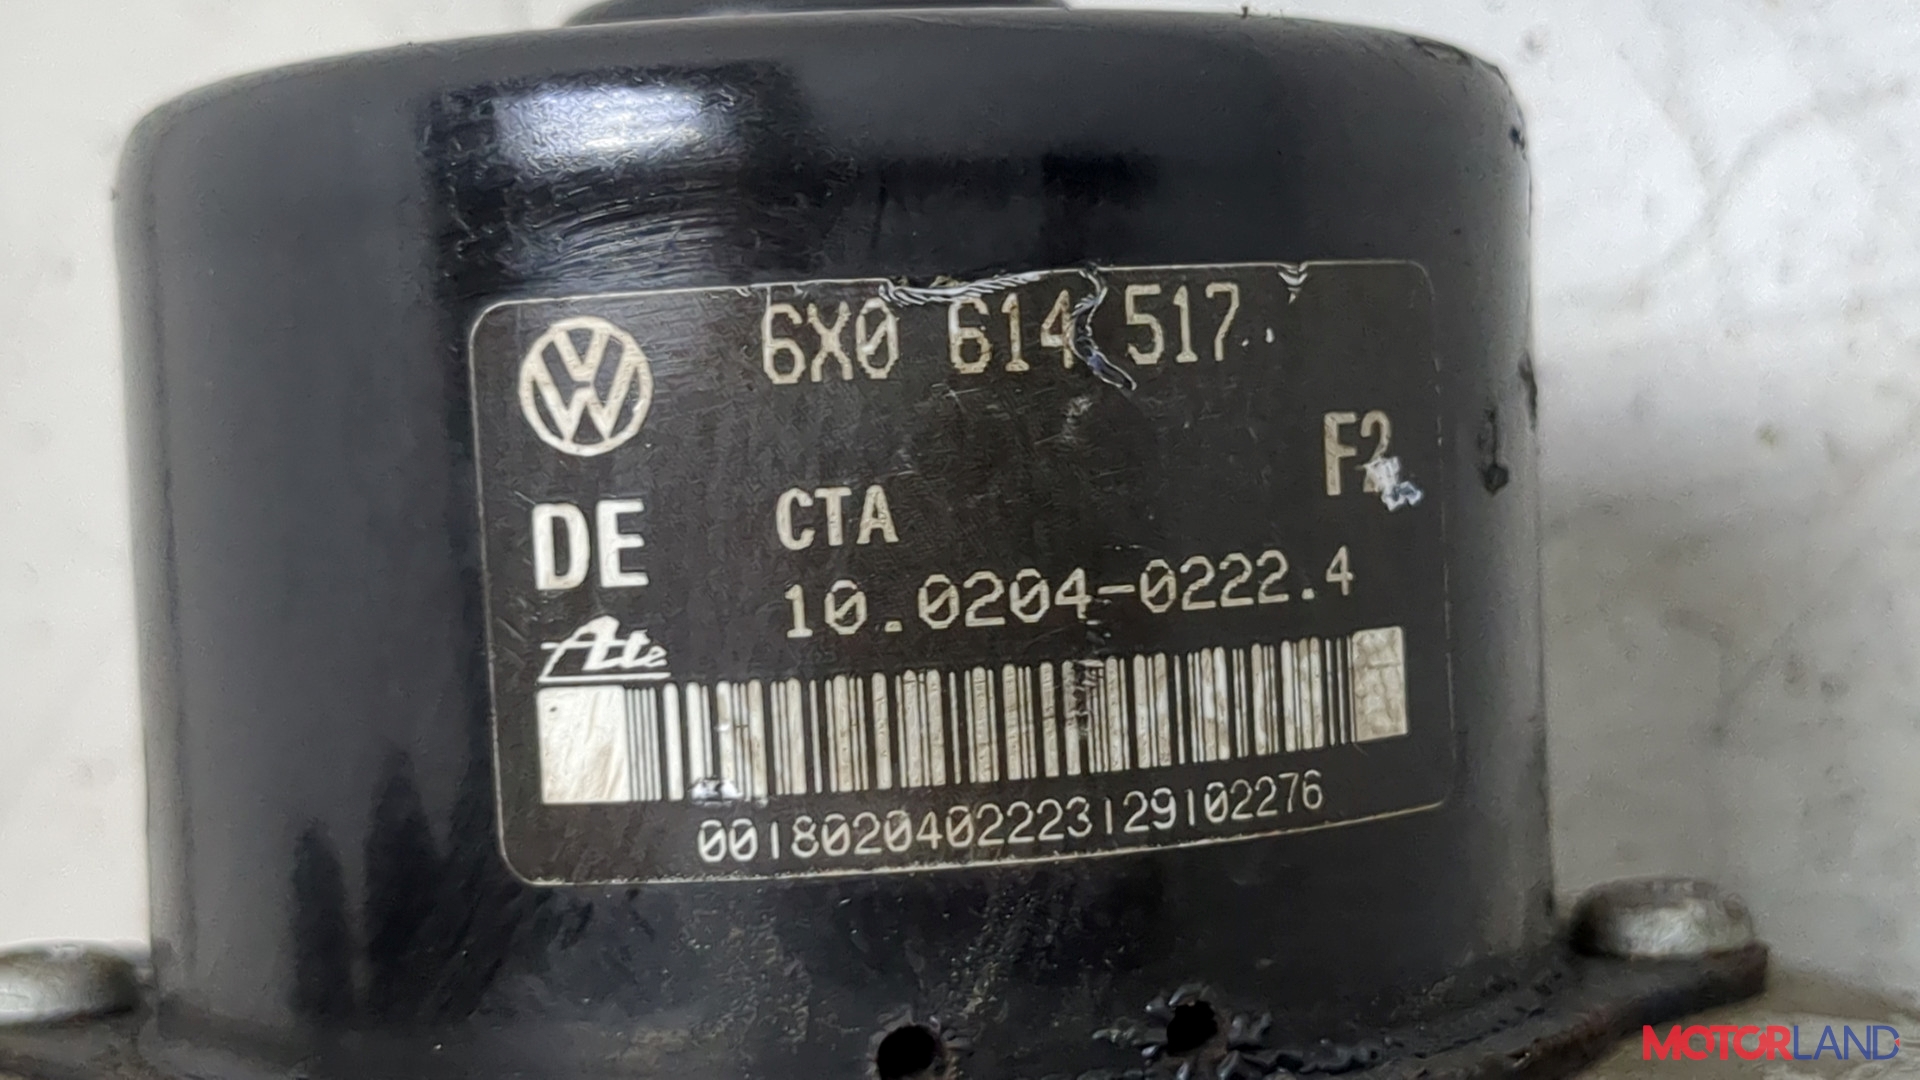 6X0 614 517
F2
DE CTA
10.0204-0222.4
Ate
0018020402223129102276
MOTORLAND